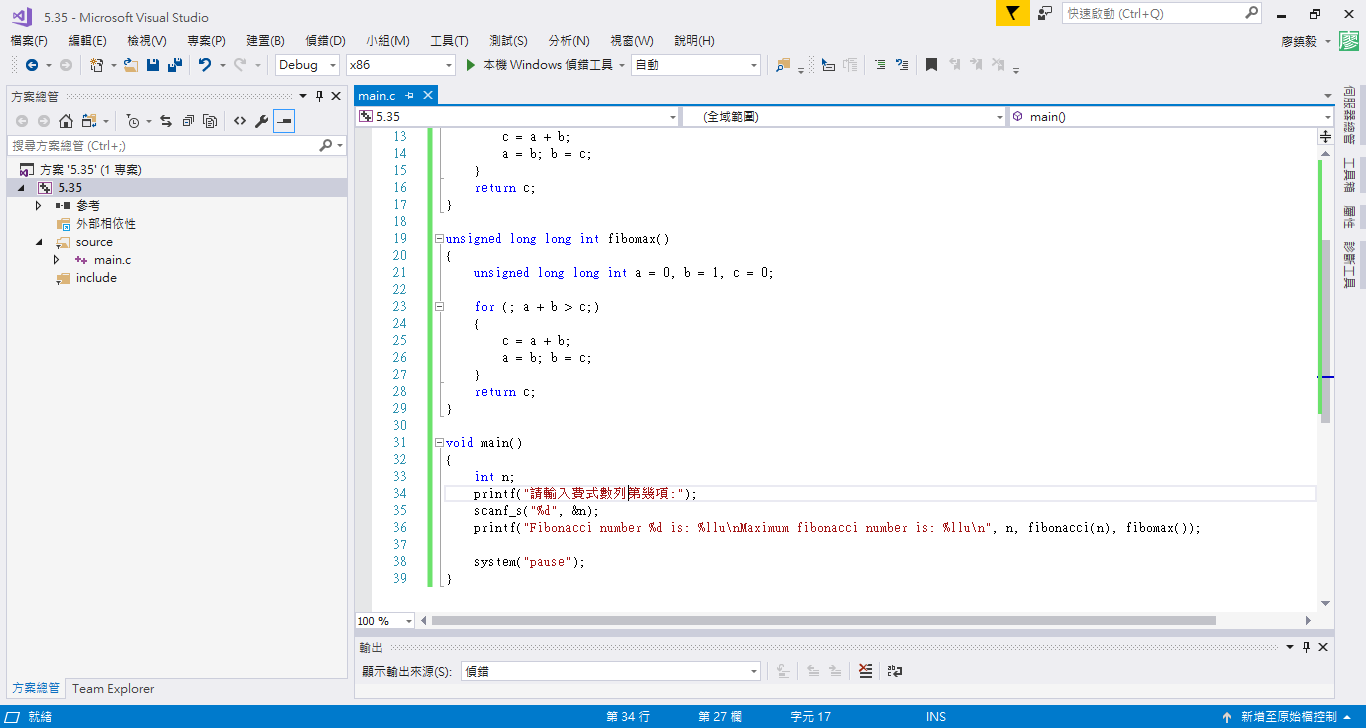 5.35 - Microsoft Visual Studio
快速啟動 (Ctrl+Q)
檔案(F) 編輯(E) 檢視(V) 專案(P) 建置(B) 偵錯(D) 小組(M) 工具(T) 測試(S) 分析(N) 視窗(W) 說明(H)
廖鎮毅 廖
Debug x86 本機 Windows 偵錯工具 自動
方案總管
搜尋方案總管 (Ctrl+;)
方案 '5.35' (1 專案)
5.35
參考
外部相依性
source
main.c
include
方案總管 Team Explorer
main.c
5.35 (全域範圍) main()
13 c = a + b;
14 a = b; b = c;
15 }
16 return c;
17 }
18
19 unsigned long long int fibomax()
20 {
21 unsigned long long int a = 0, b = 1, c = 0;
22
23 for (; a + b > c;)
24 {
25 c = a + b;
26 a = b; b = c;
27 }
28 return c;
29 }
30
31 void main()
32 {
33 int n;
34 printf("請輸入費式數列第幾項:");
35 scanf_s("%d", &n);
36 printf("Fibonacci number %d is: %llu\nMaximum fibonacci number is: %llu\n", n, fibonacci(n), fibomax());
37
38 system("pause");
39 }
100 %
輸出
顯示輸出來源(S): 偵錯
伺服器總管
工具箱
屬性
診斷工具
就緒 第 34 行 第 27 欄 字元 17 INS 新增至原始檔控制